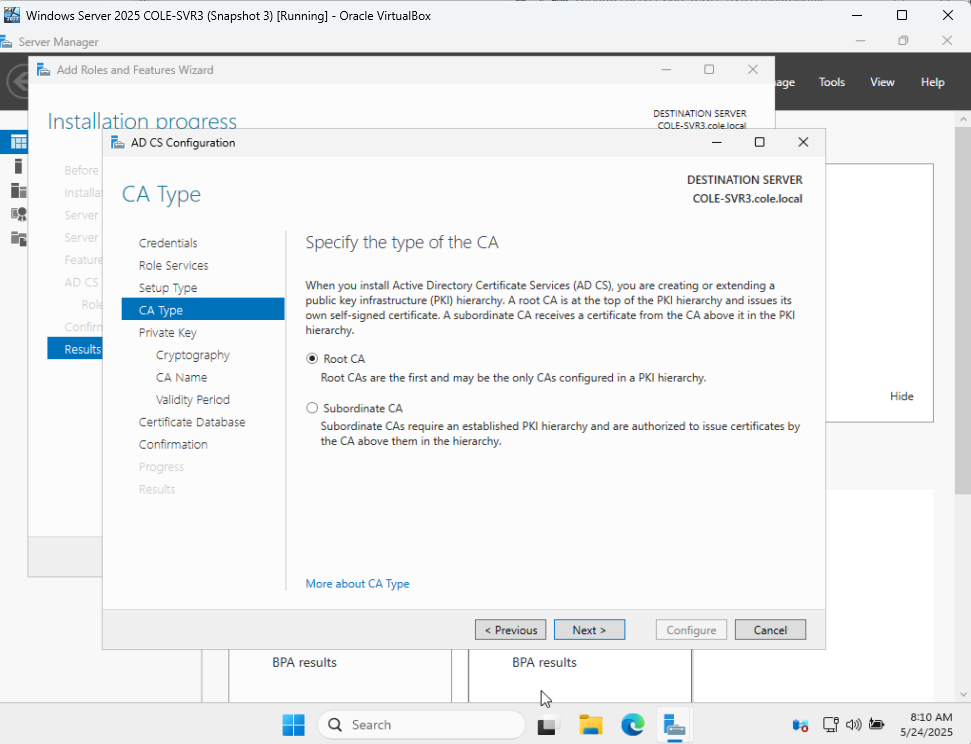 Windows Server 2025 COLE-SVR3 (Snapshot 3) [Running] - Oracle VirtualBox
Server Manager
Add Roles and Features Wizard
Tools
View
Help
Installation progress
DESTINATION SERVER
COLE-SVR3.cole.local
AD CS Configuration
CA Type
DESTINATION SERVER
COLE-SVR3.cole.local
Before
Server
Server
AD CS
Results
Credentials
Role Services
Setup Type
CA Type
Private Key
Cryptography
CA Name
Validity Period
Certificate Database
Confirmation
Progress
Results
Specify the type of the CA
When you install Active Directory Certificate Services (AD CS), you are creating or extending a
public key infrastructure (PKI) hierarchy. A root CA is at the top of the PKI hierarchy and issues its
own self-signed certificate. A subordinate CA receives a certificate from the CA above it in the PKI
hierarchy.
Root CA
Root CAs are the first and may be the only CAs configured in a PKI hierarchy.
Subordinate CA
Subordinate CAs require an established PKI hierarchy and are authorized to issue certificates by
the CA above them in the hierarchy.
More about CA Type
Hide
< Previous
Next >
Configure
Cancel
BPA results
BPA results
Search
8:10 AM
5/24/2025